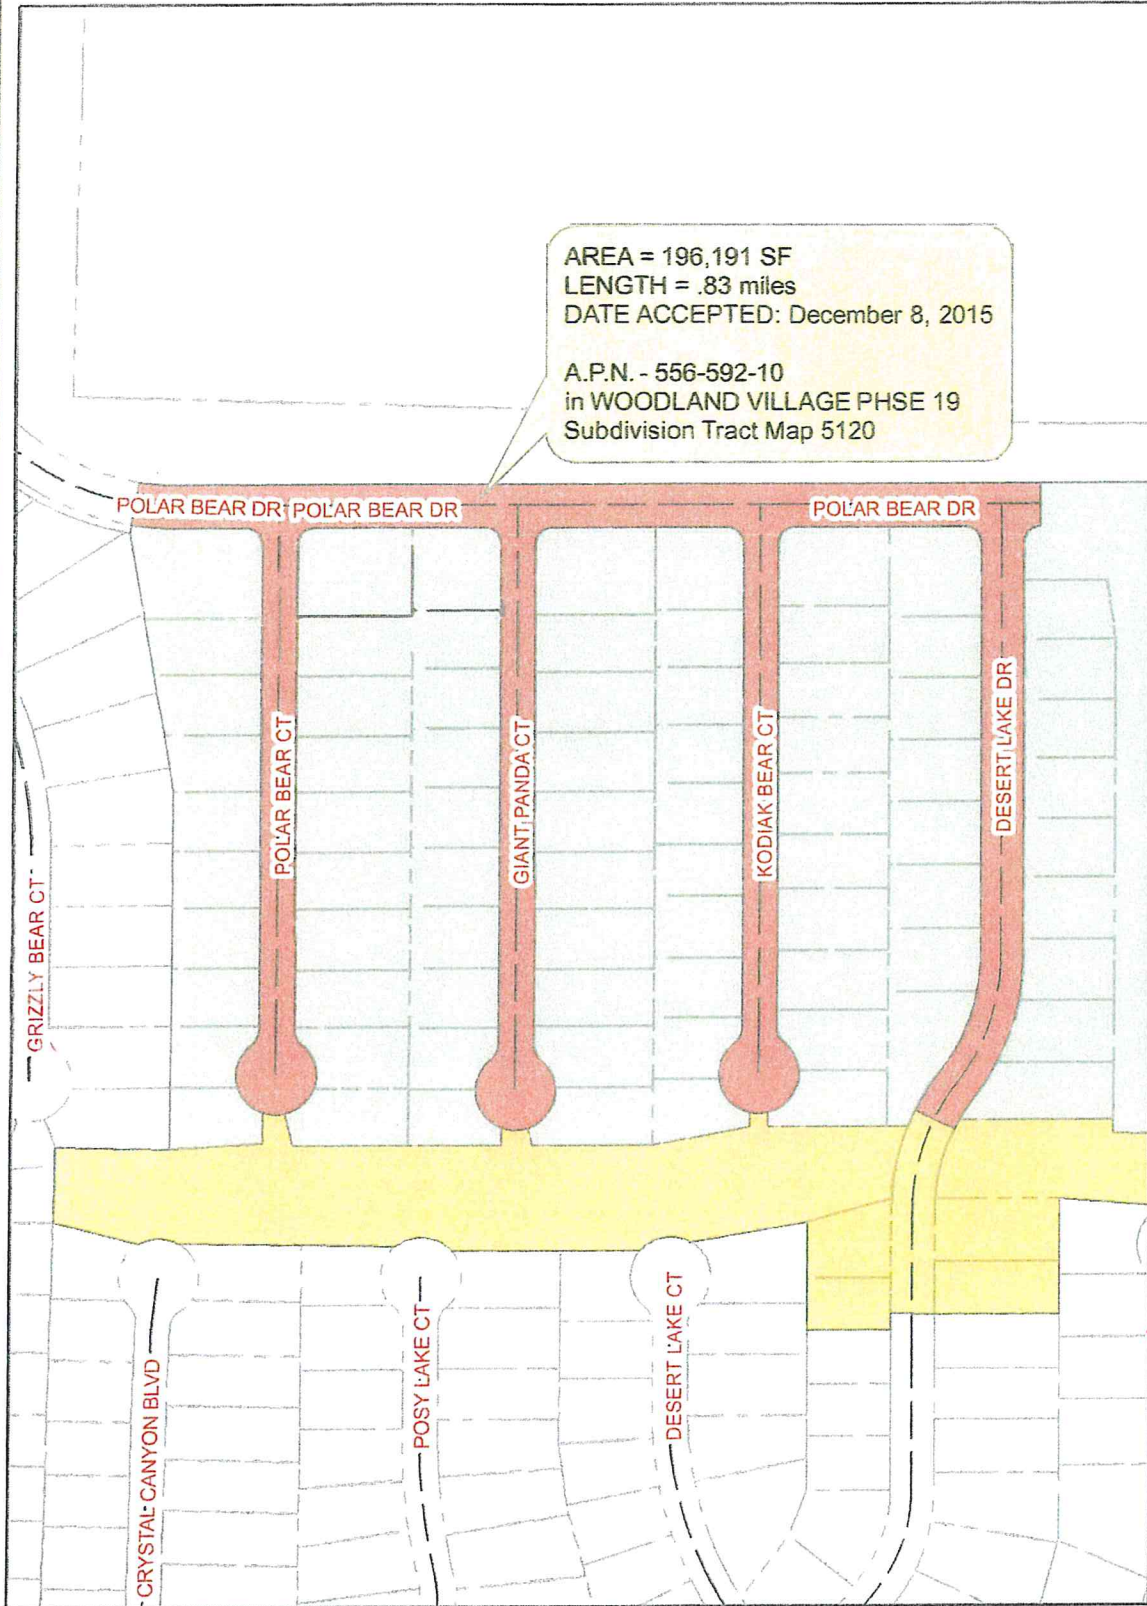 AREA = 196,191 SF
LENGTH = .83 miles
DATE ACCEPTED: December 8, 2015
A.P.N. - 556-592-10
in WOODLAND VILLAGE PHSE 19
Subdivision Tract Map 5120
POLAR BEAR DR
POLAR BEAR DR
POLAR BEAR DR
POLAR BEAR CT
GIANT PANDA CT
KODIAK BEAR CT
DESERT LAKE DR
GRIZZLY BEAR CT
CRYSTAL CANYON BLVD
POSY LAKE CT
DESERT LAKE CT